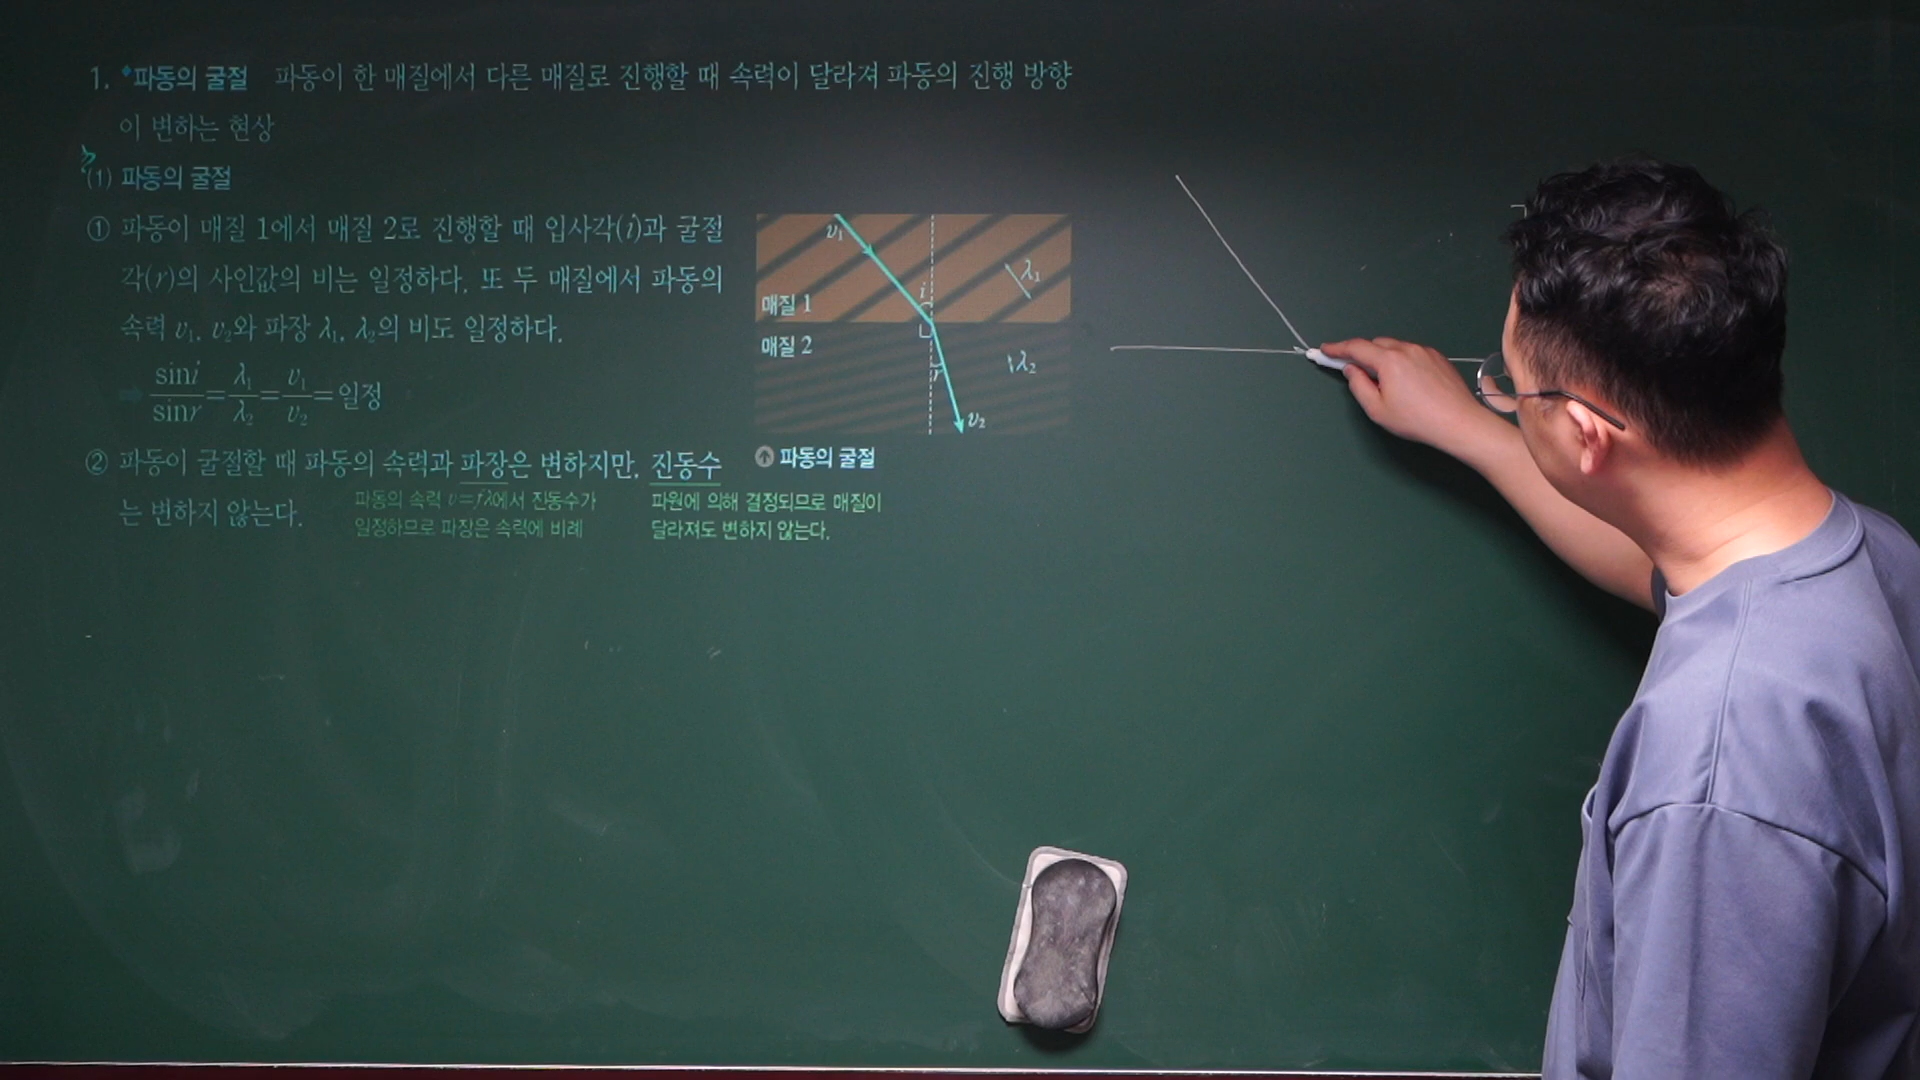 1. 파동의 굴절 파동이 한 매질에서 다른 매질로 진행할 때 속력이 달라져 파동의 진행 방향
이 변하는 현상
(1) 파동의 굴절
① 파동이 매질 1에서 매질 2로 진행할 때 입사각(i)과 굴절
각(r)의 사인값의 비는 일정하다. 또 두 매질에서 파동의
속력 v₁, v₂와 파장 λ₁, λ₂의 비도 일정하다.
sini/sinr = λ₁/λ₂ = v₁/v₂ = 일정
② 파동이 굴절할 때 파동의 속력과 파장은 변하지만, 진동수
는 변하지 않는다.
파동의 속력 v=fλ에서 진동수가
일정하므로 파장은 속력에 비례
파원에 의해 결정되므로 매질이
달라져도 변하지 않는다.
v₁
i
λ₁
매질 1
매질 2
r
λ₂
v₂
파동의 굴절